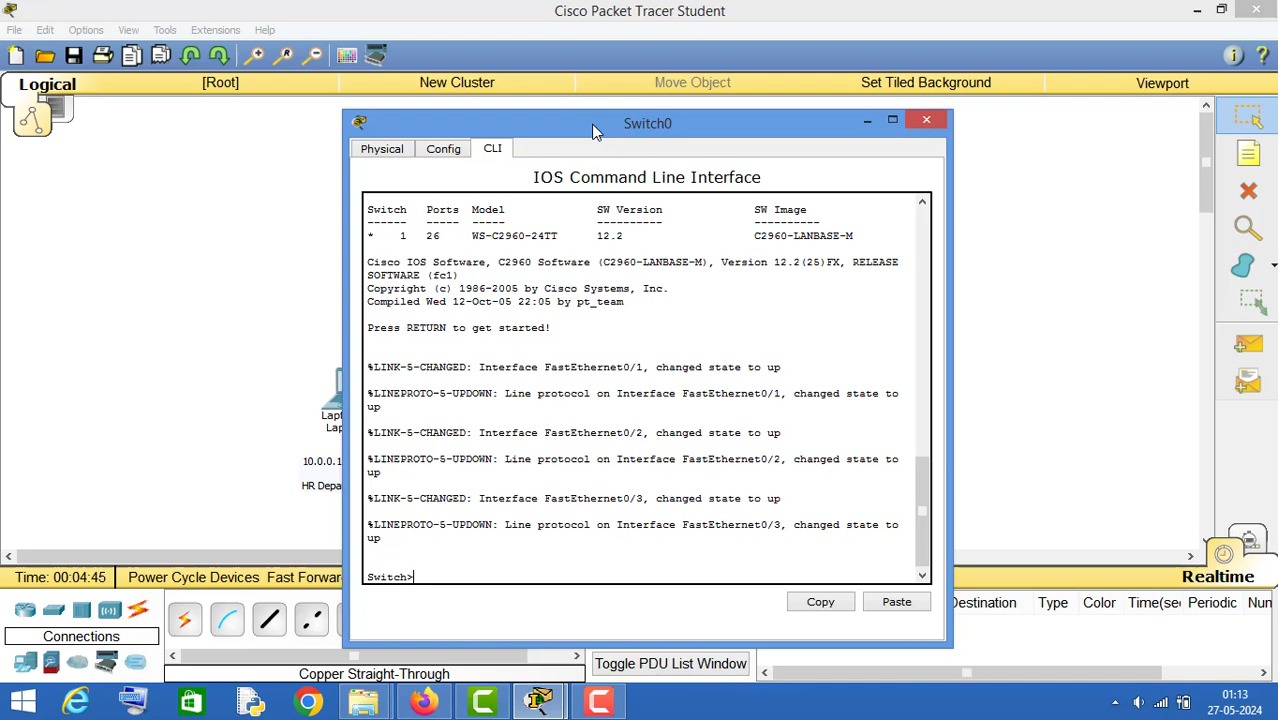 Cisco Packet Tracer Student
File Edit Options View Tools Extensions Help
Logical [Root] New Cluster Move Object Set Tiled Background Viewport
Switch0
Physical Config CLI
IOS Command Line Interface
Switch Ports Model SW Version SW Image
------ ----- ----- ---------- ----------
* 1 26 WS-C2960-24TT 12.2 C2960-LANBASE-M
Cisco IOS Software, C2960 Software (C2960-LANBASE-M), Version 12.2(25)FX, RELEASE
SOFTWARE (fc1)
Copyright (c) 1986-2005 by Cisco Systems, Inc.
Compiled Wed 12-Oct-05 22:05 by pt_team
Press RETURN to get started!
%LINK-5-CHANGED: Interface FastEthernet0/1, changed state to up
%LINEPROTO-5-UPDOWN: Line protocol on Interface FastEthernet0/1, changed state to
up
%LINK-5-CHANGED: Interface FastEthernet0/2, changed state to up
%LINEPROTO-5-UPDOWN: Line protocol on Interface FastEthernet0/2, changed state to
up
%LINK-5-CHANGED: Interface FastEthernet0/3, changed state to up
%LINEPROTO-5-UPDOWN: Line protocol on Interface FastEthernet0/3, changed state to
up
Switch>
Copy Paste
Lapt
La
10.0.0.1
HR Depa
Time: 00:04:45 Power Cycle Devices Fast Forwar
Realtime
Connections
Copper Straight-Through
Toggle PDU List Window
Destination Type Color Time(sec Periodic Num
01:13
27-05-2024